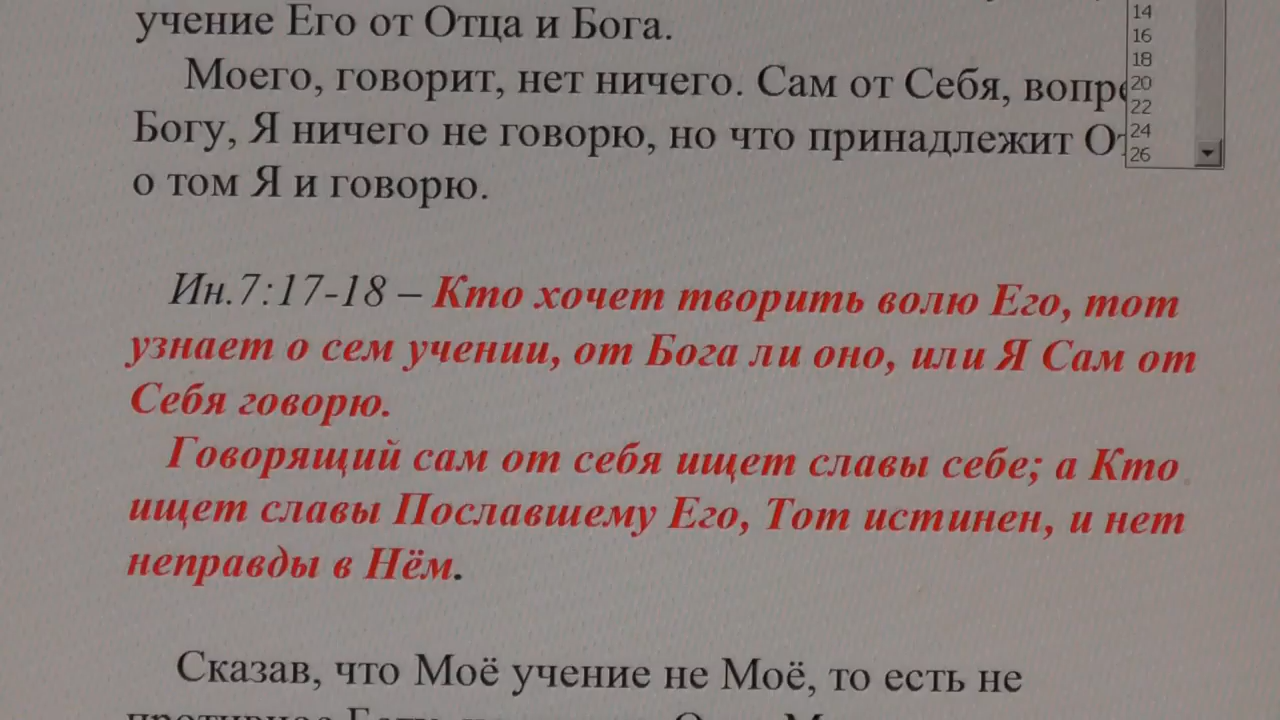 учение Его от Отца и Бога.
Моего, говорит, нет ничего. Сам от Себя,
Богу, Я ничего не говорю, но что принадлежит
о том Я и говорю.
Ин.7:17-18 – Кто хочет творить волю Его, тот
узнает о сем учении, от Бога ли оно, или Я Сам от
Себя говорю.
Говорящий сам от себя ищет славы себе; а Кто
ищет славы Пославшему Его, Тот истинен, и нет
неправды в Нём.
Сказав, что Моё учение не Моё, то есть не
14
16
18
20
22
24
26